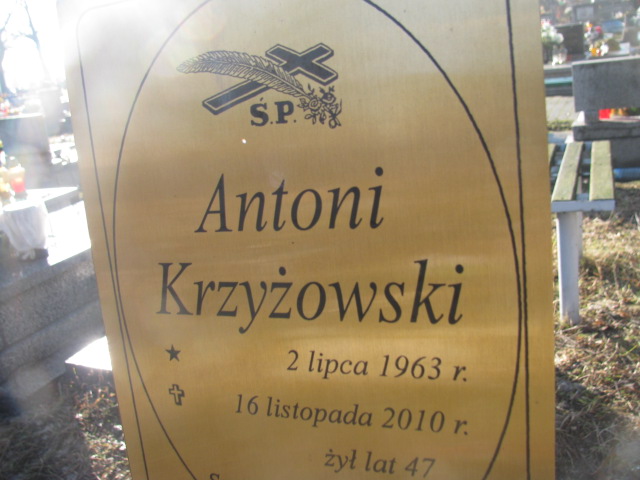 Ś.P.
Antoni
Krzyżowski
2 lipca 1963 r.
16 listopada 2010 r.
żył lat 47